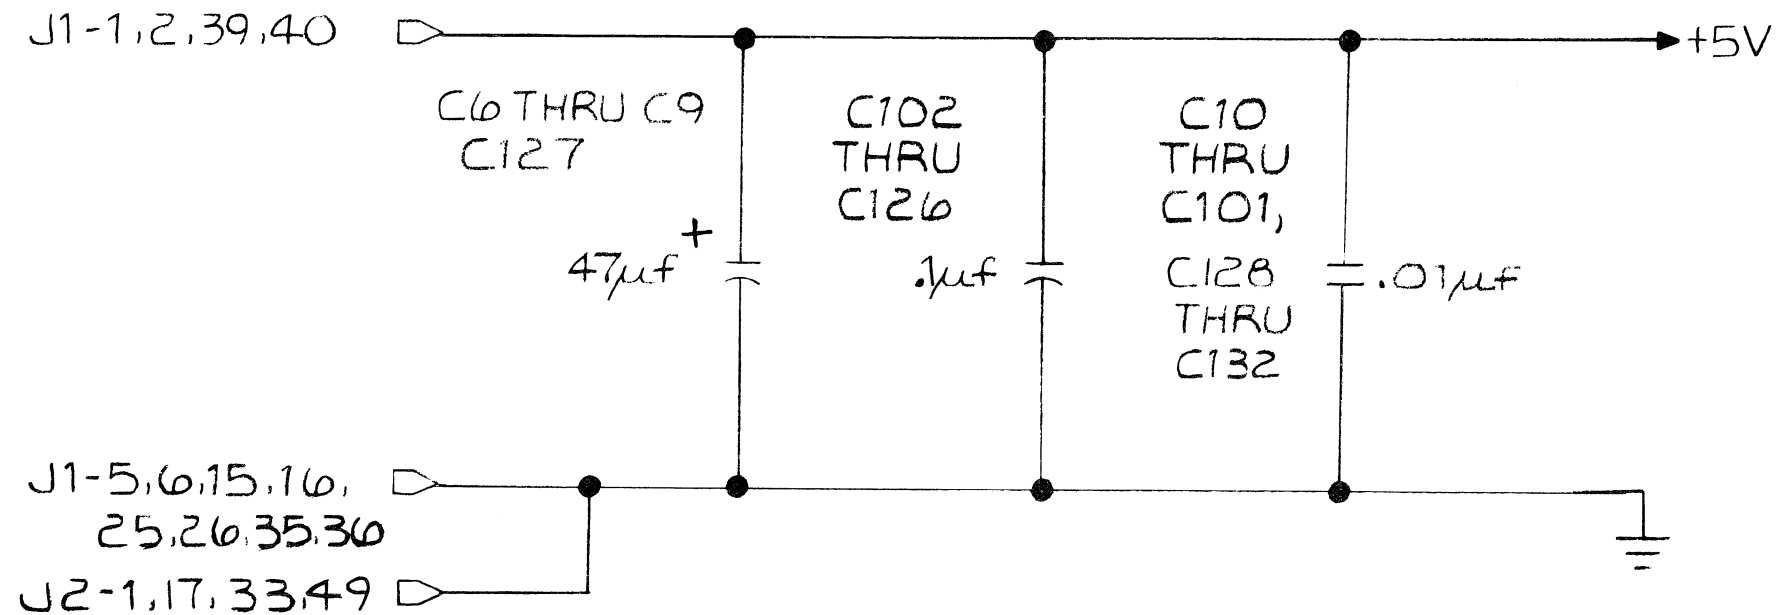 J1-1,2,39,40
+5V
C6 THRU C9
C127
47µf
+
C102
THRU
C126
.1µf
C10
THRU
C101,
C128
THRU
C132
.01µf
J1-5,6,15,16,
25,26,35,36
J2-1,17,33,49